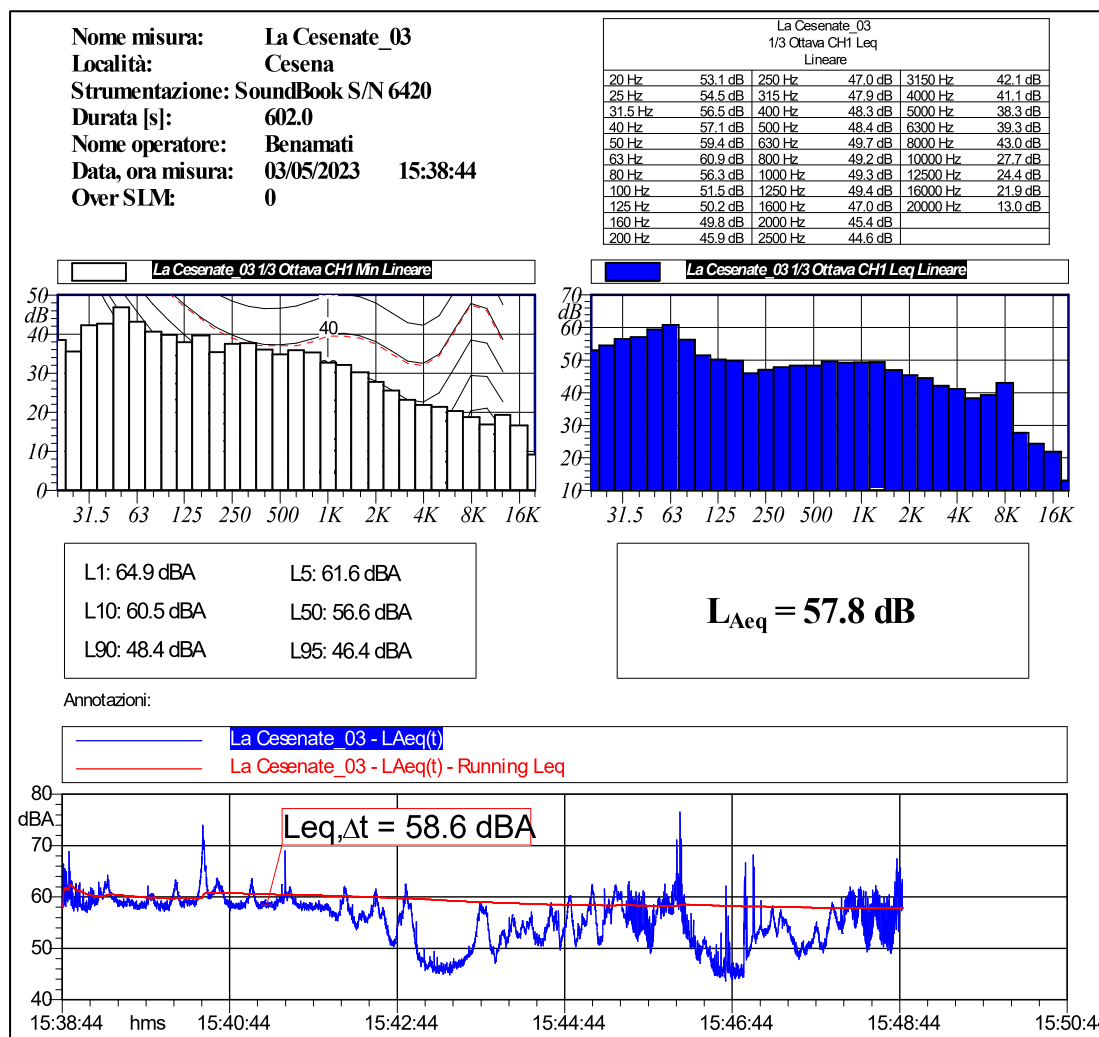 Nome misura: La Cesenate_03
Località: Cesena
Strumentazione: SoundBook S/N 6420
Durata [s]: 602.0
Nome operatore: Benamati
Data, ora misura: 03/05/2023 15:38:44
Over SLM: 0
La Cesenate_03
1/3 Ottava CH1 Leq
Lineare
20 Hz 53.1 dB 250 Hz 47.0 dB 3150 Hz 42.1 dB
25 Hz 54.5 dB 315 Hz 47.9 dB 4000 Hz 41.1 dB
31.5 Hz 56.5 dB 400 Hz 48.3 dB 5000 Hz 38.3 dB
40 Hz 57.1 dB 500 Hz 48.4 dB 6300 Hz 39.3 dB
50 Hz 59.4 dB 630 Hz 49.7 dB 8000 Hz 43.0 dB
63 Hz 60.9 dB 800 Hz 49.2 dB 10000 Hz 27.7 dB
80 Hz 56.3 dB 1000 Hz 49.3 dB 12500 Hz 24.4 dB
100 Hz 51.5 dB 1250 Hz 49.4 dB 16000 Hz 21.9 dB
125 Hz 50.2 dB 1600 Hz 47.0 dB 20000 Hz 13.0 dB
160 Hz 49.8 dB 2000 Hz 45.4 dB
200 Hz 45.9 dB 2500 Hz 44.6 dB
La Cesenate_03 1/3 Ottava CH1 Min Lineare
50
dB
40
30
20
10
0
40
31.5 63 125 250 500 1K 2K 4K 8K 16K
La Cesenate_03 1/3 Ottava CH1 Leq Lineare
70
dB
60
50
40
30
20
10
31.5 63 125 250 500 1K 2K 4K 8K 16K
L1: 64.9 dBA L5: 61.6 dBA
L10: 60.5 dBA L50: 56.6 dBA
L90: 48.4 dBA L95: 46.4 dBA
LAeq = 57.8 dB
Annotazioni:
La Cesenate_03 - LAeq(t)
La Cesenate_03 - LAeq(t) - Running Leq
80
dBA
70
60
50
40
Leq,Δt = 58.6 dBA
15:38:44 hms 15:40:44 15:42:44 15:44:44 15:46:44 15:48:44 15:50:44